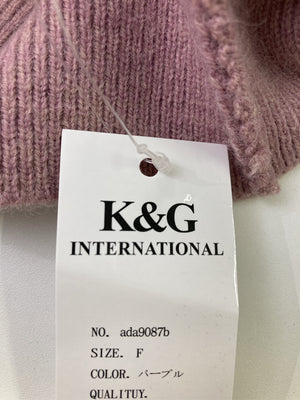 K&G
INTERNATIONAL
NO. ada9087b
SIZE. F
COLOR. パープル
QUALITUY.